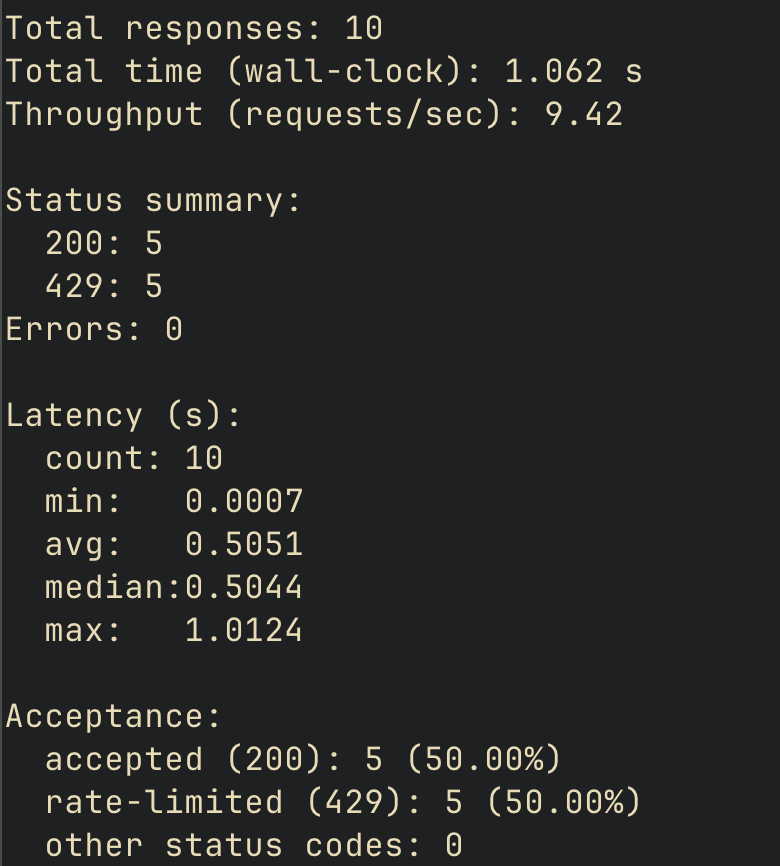 Total responses: 10
Total time (wall-clock): 1.062 s
Throughput (requests/sec): 9.42

Status summary:
  200: 5
  429: 5
Errors: 0

Latency (s):
  count: 10
  min:   0.0007
  avg:   0.5051
  median:0.5044
  max:   1.0124

Acceptance:
  accepted (200): 5 (50.00%)
  rate-limited (429): 5 (50.00%)
  other status codes: 0